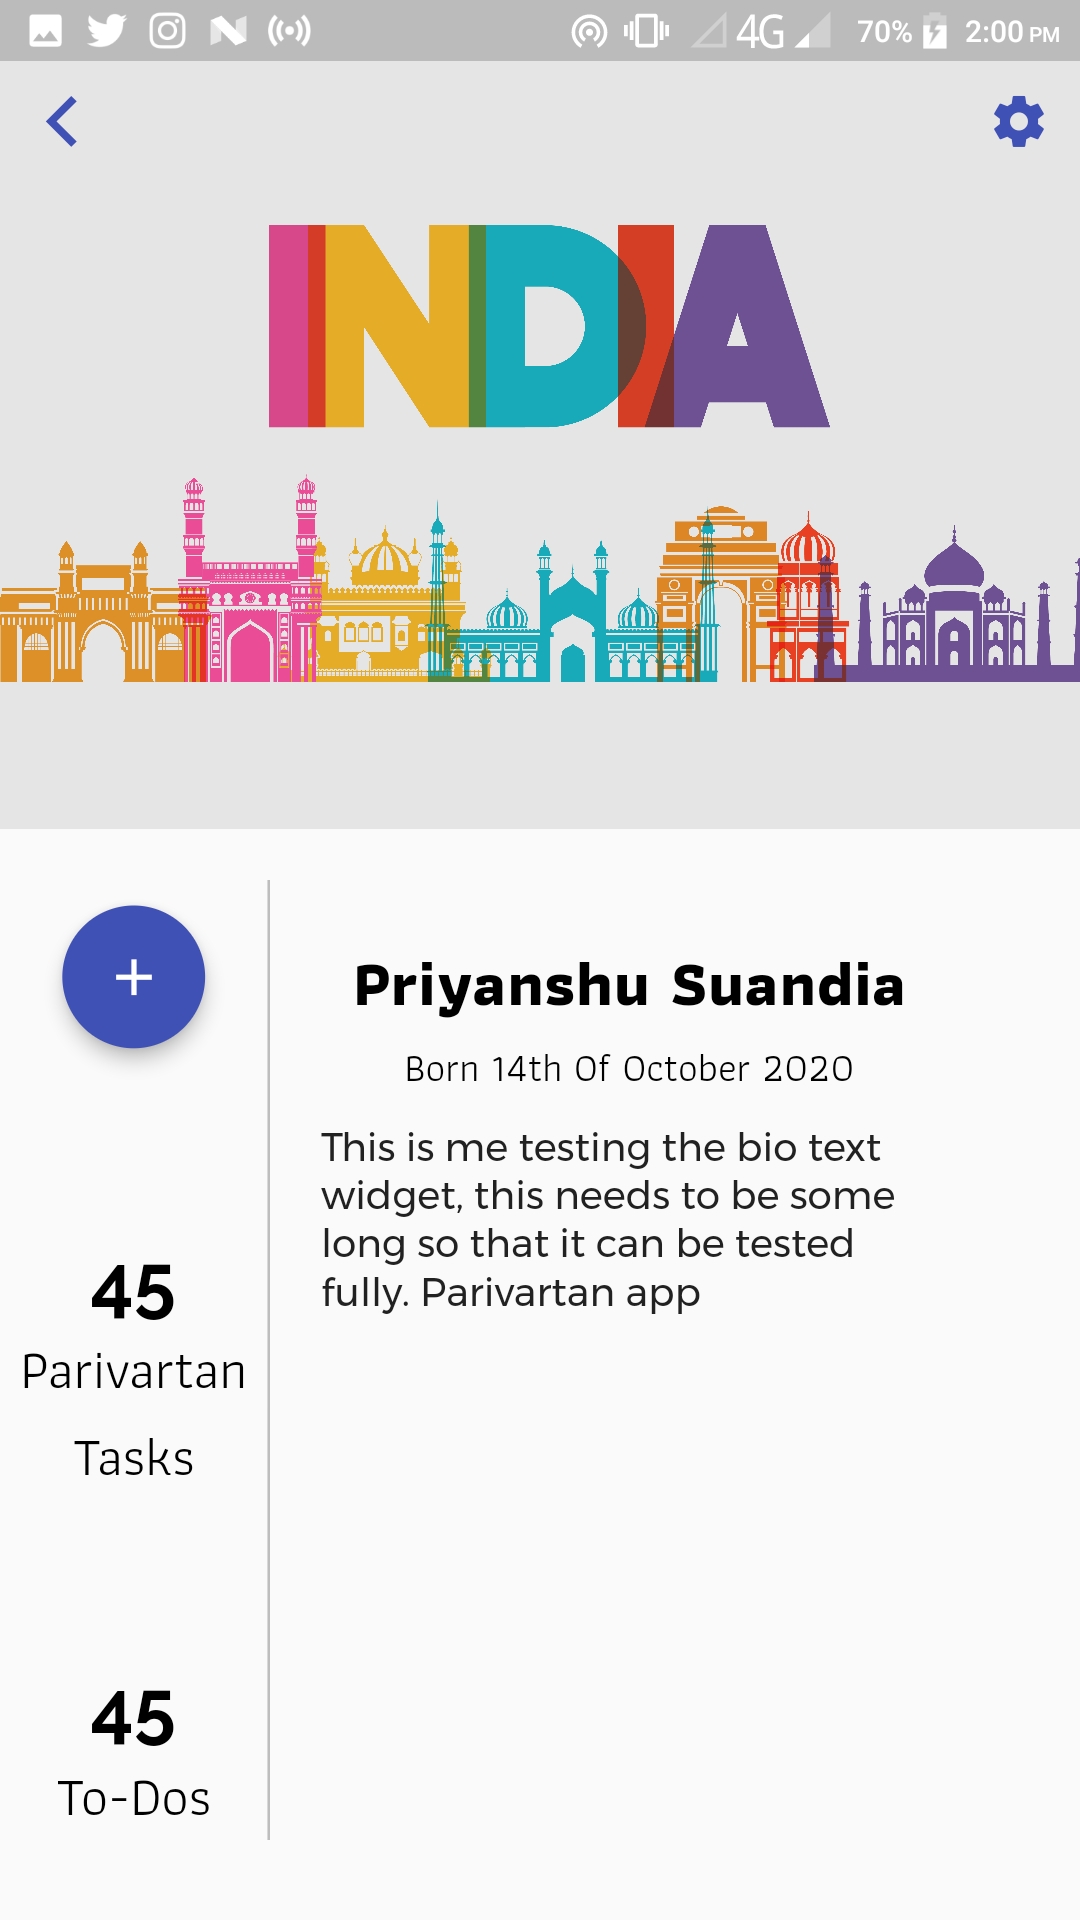 4G 70% 2:00 PM
INDIA
Priyanshu Suandia
Born 14th Of October 2020
This is me testing the bio text
widget, this needs to be some
long so that it can be tested
fully. Parivartan app
45
Parivartan
Tasks
45
To-Dos